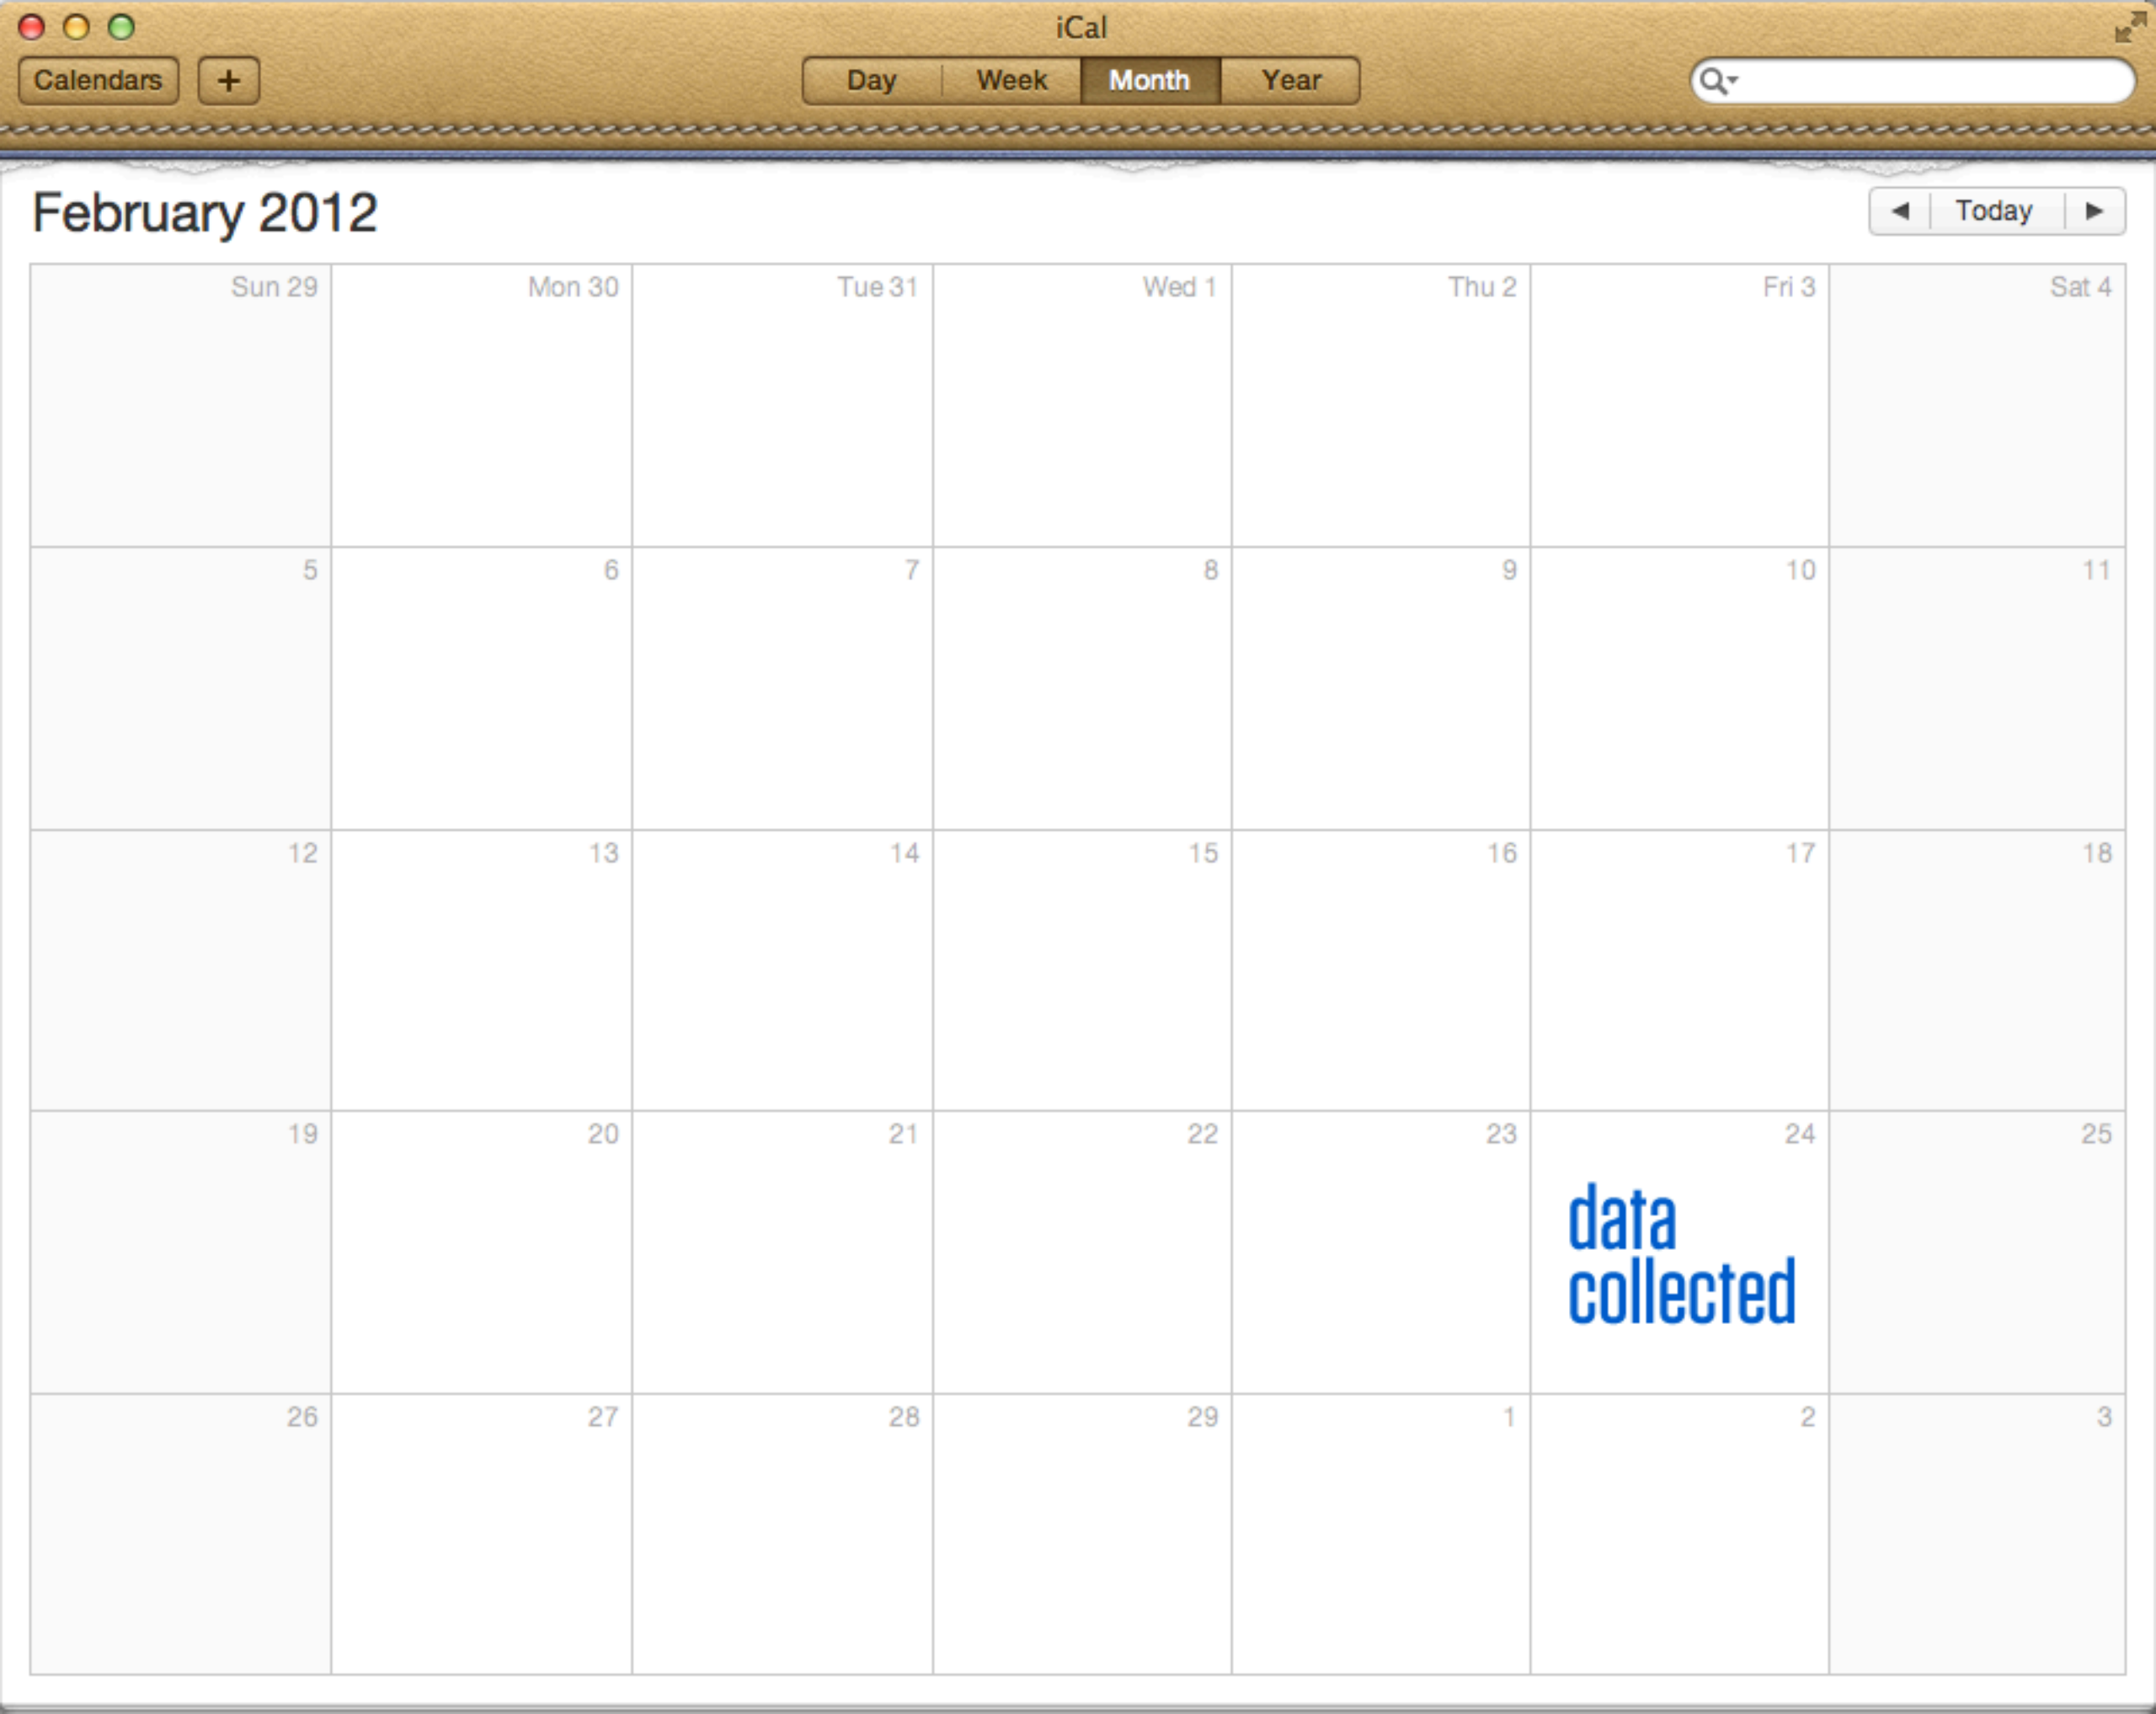 iCal
Calendars + Day Week Month Year
February 2012
Today
Sun 29 Mon 30 Tue 31 Wed 1 Thu 2 Fri 3 Sat 4
5 6 7 8 9 10 11
12 13 14 15 16 17 18
19 20 21 22 23 24 25
data
collected
26 27 28 29 1 2 3